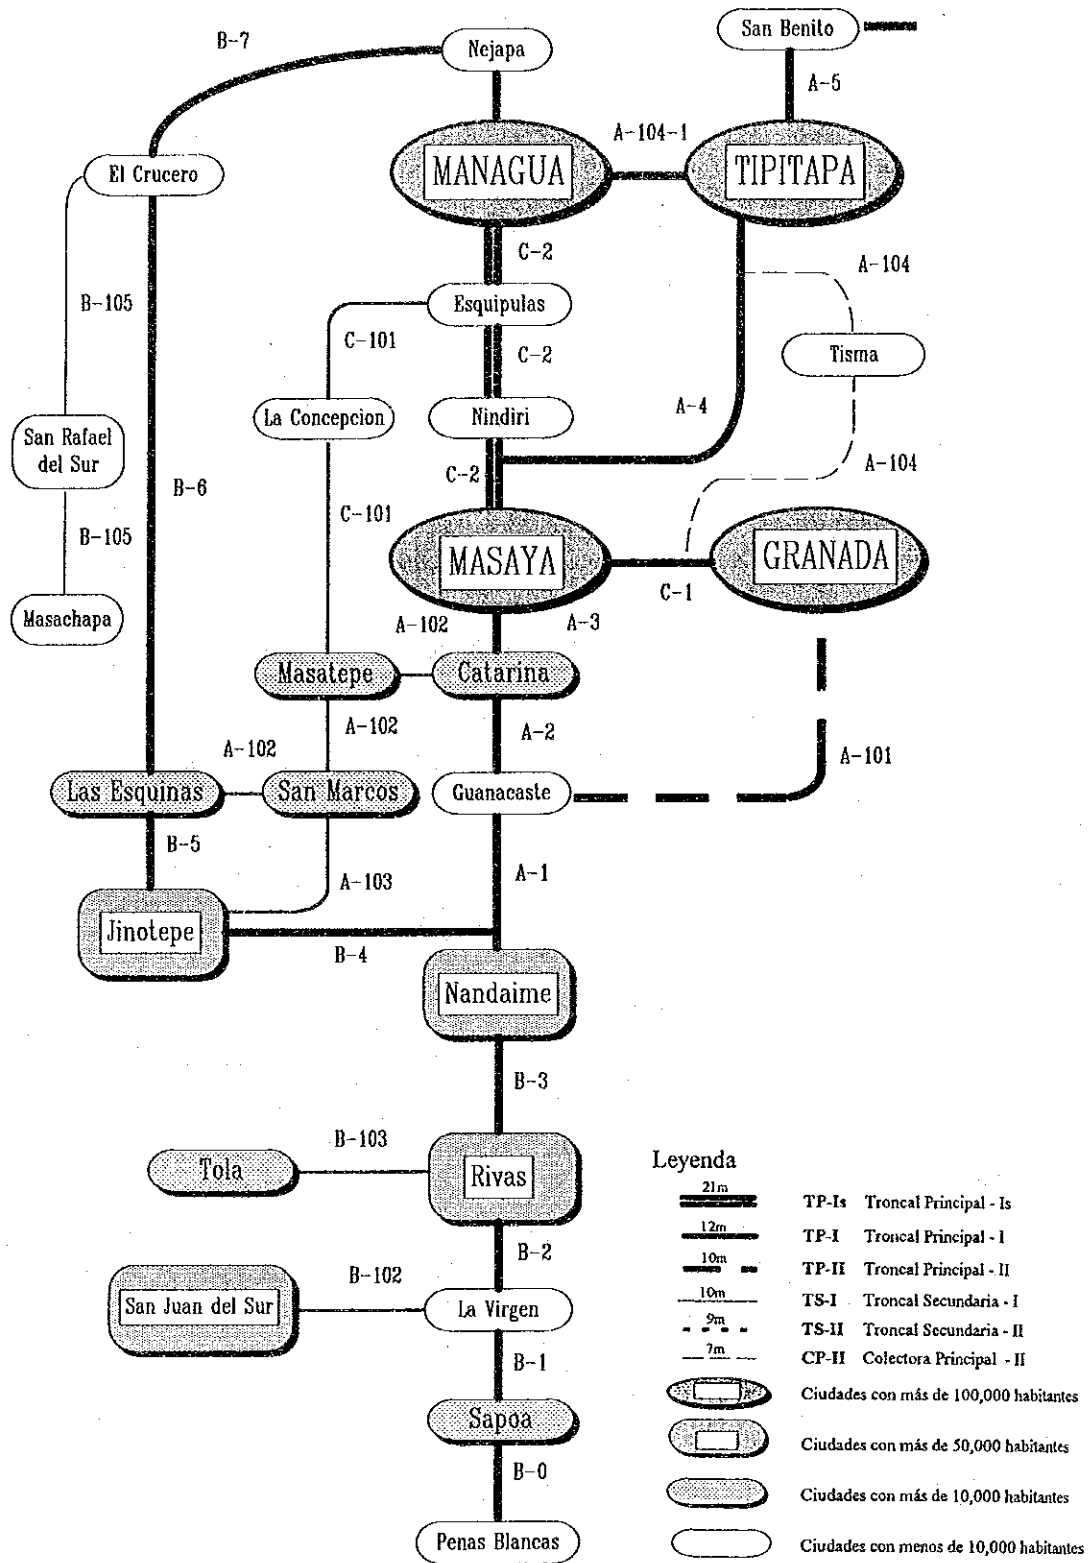 B-7
Nejapa
San Benito
A-5
A-104-1
MANAGUA
TIPITAPA
El Crucero
C-2
A-104
B-105
Esquipulas
C-101
C-2
Tisma
La Concepcion
Nindiri
A-4
San Rafael
del Sur
B-6
C-2
A-104
C-101
B-105
MASAYA
GRANADA
C-1
Masachapa
A-102
A-3
Masatepe
Catarina
A-102
A-2
A-102
A-101
Las Esquinas
San Marcos
Guanacaste
B-5
A-103
A-1
Jinotepe
B-4
Nandaime
B-3
B-103
Tola
Rivas
B-2
B-102
San Juan del Sur
La Virgen
B-1
Sapoa
B-0
Penas Blancas
Leyenda
21m TP-Is Troncal Principal - Is
12m TP-I Troncal Principal - I
10m TP-II Troncal Principal - II
10m TS-I Troncal Secundaria - I
9m TS-II Troncal Secundaria - II
7m CP-II Colectora Principal - II
Ciudades con más de 100,000 habitantes
Ciudades con más de 50,000 habitantes
Ciudades con más de 10,000 habitantes
Ciudades con menos de 10,000 habitantes